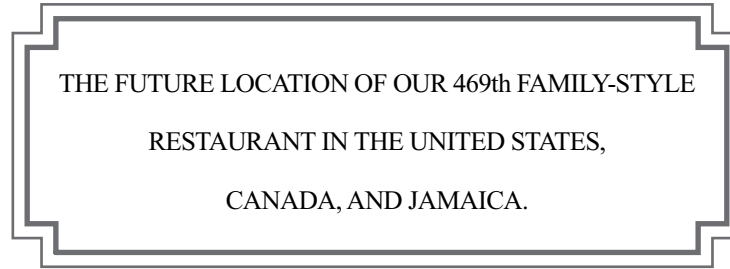 THE FUTURE LOCATION OF OUR 469th FAMILY-STYLE
RESTAURANT IN THE UNITED STATES,
CANADA, AND JAMAICA.